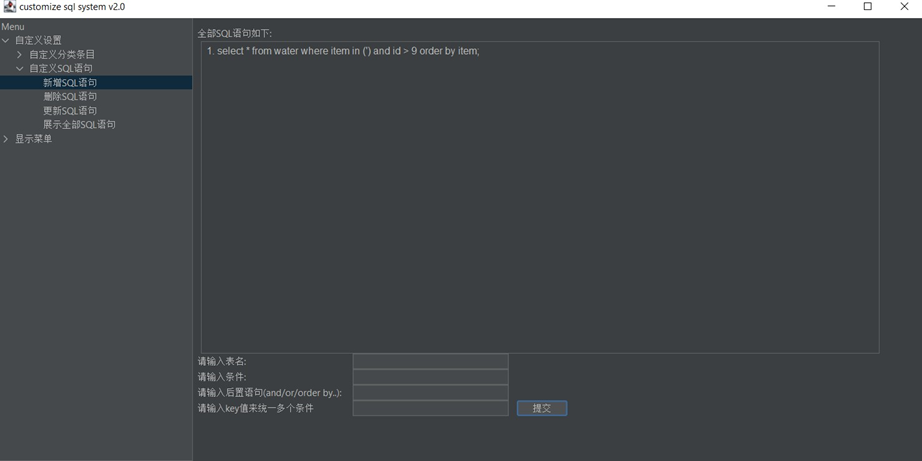 customize sql system v2.0
Menu
自定义设置
自定义分类条目
自定义SQL语句
新增SQL语句
删除SQL语句
更新SQL语句
展示全部SQL语句
显示菜单
全部SQL语句如下:
1. select * from water where item in (') and id > 9 order by item;
请输入表名:
请输入条件:
请输入后置语句(and/or/order by..):
请输入key值来统一多个条件
提交